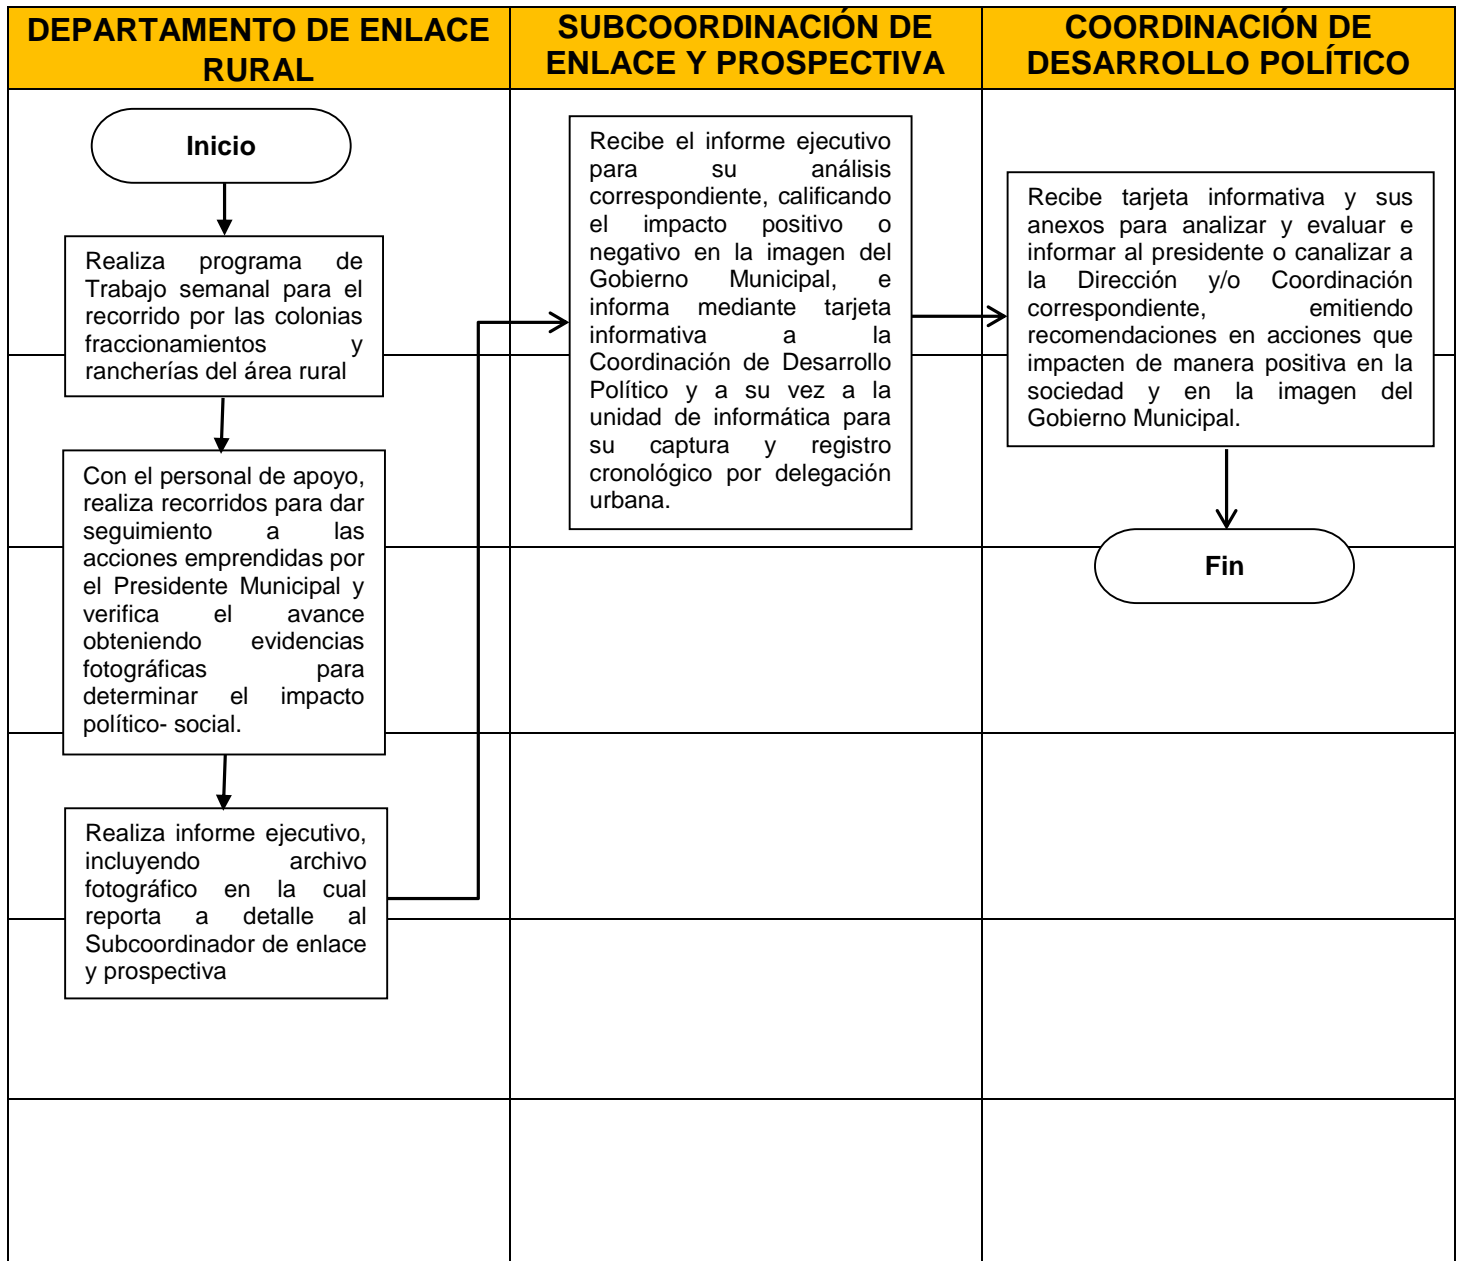 DEPARTAMENTO DE ENLACE
RURAL
SUBCOORDINACIÓN DE
ENLACE Y PROSPECTIVA
COORDINACIÓN DE
DESARROLLO POLÍTICO
Inicio
Realiza programa de
Trabajo semanal para el
recorrido por las colonias
fraccionamientos y
rancherías del área rural
Con el personal de apoyo,
realiza recorridos para dar
seguimiento a las
acciones emprendidas por
el Presidente Municipal y
verifica el avance
obteniendo evidencias
fotográficas para
determinar el impacto
político- social.
Realiza informe ejecutivo,
incluyendo archivo
fotográfico en la cual
reporta a detalle al
Subcoordinador de enlace
y prospectiva
Recibe el informe ejecutivo
para su análisis
correspondiente, calificando
el impacto positivo o
negativo en la imagen del
Gobierno Municipal, e
informa mediante tarjeta
informativa a la
Coordinación de Desarrollo
Político y a su vez a la
unidad de informática para
su captura y registro
cronológico por delegación
urbana.
Recibe tarjeta informativa y sus
anexos para analizar y evaluar e
informar al presidente o canalizar a
la Dirección y/o Coordinación
correspondiente, emitiendo
recomendaciones en acciones que
impacten de manera positiva en la
sociedad y en la imagen del
Gobierno Municipal.
Fin